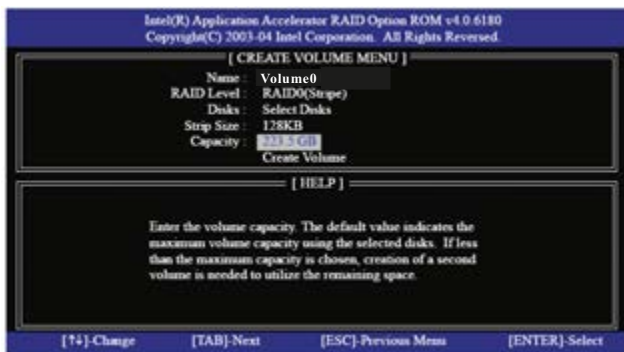 Intel(R) Application Accelerator RAID Option ROM v4.0.6180
Copyright(C) 2003-04 Intel Corporation. All Rights Reversed.
[ CREATE VOLUME MENU ]
Name : Volume0
RAID Level : RAID0(Stripe)
Disks : Select Disks
Strip Size : 128KB
Capacity : 223.5 GB
Create Volume
[ HELP ]
Enter the volume capacity. The default value indicates the
maximum volume capacity using the selected disks. If less
than the maximum capacity is chosen, creation of a second
volume is needed to utilize the remaining space.
[↑↓]-Change [TAB]-Next [ESC]-Previous Menu [ENTER]-Select